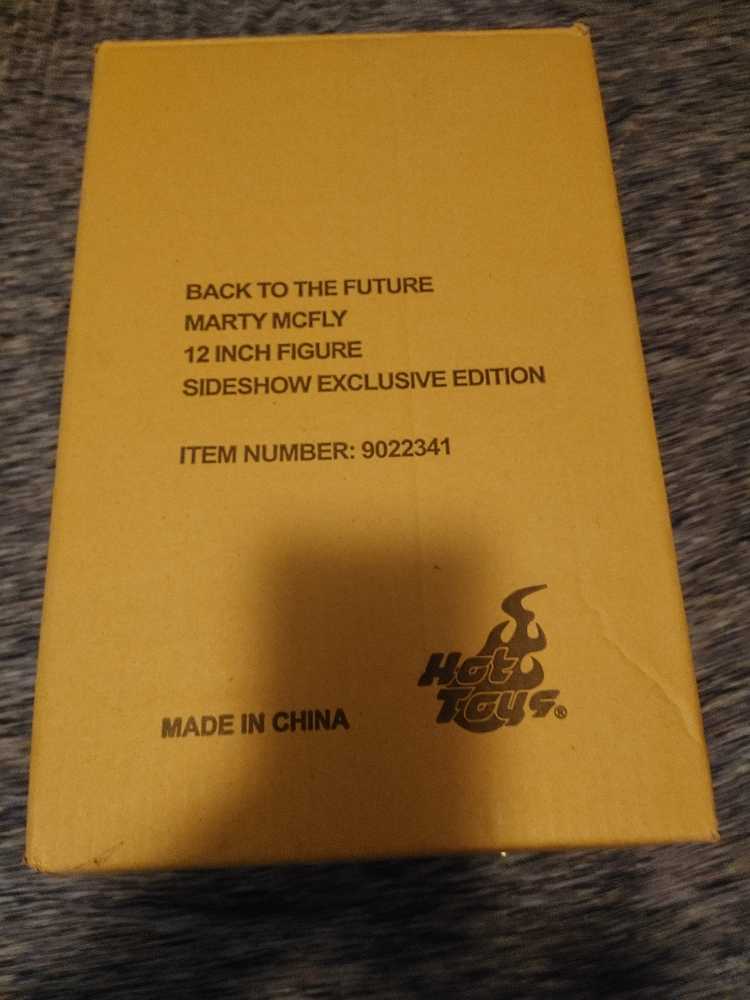 BACK TO THE FUTURE
MARTY MCFLY
12 INCH FIGURE
SIDESHOW EXCLUSIVE EDITION
ITEM NUMBER: 9022341
MADE IN CHINA
Hot
Toys®